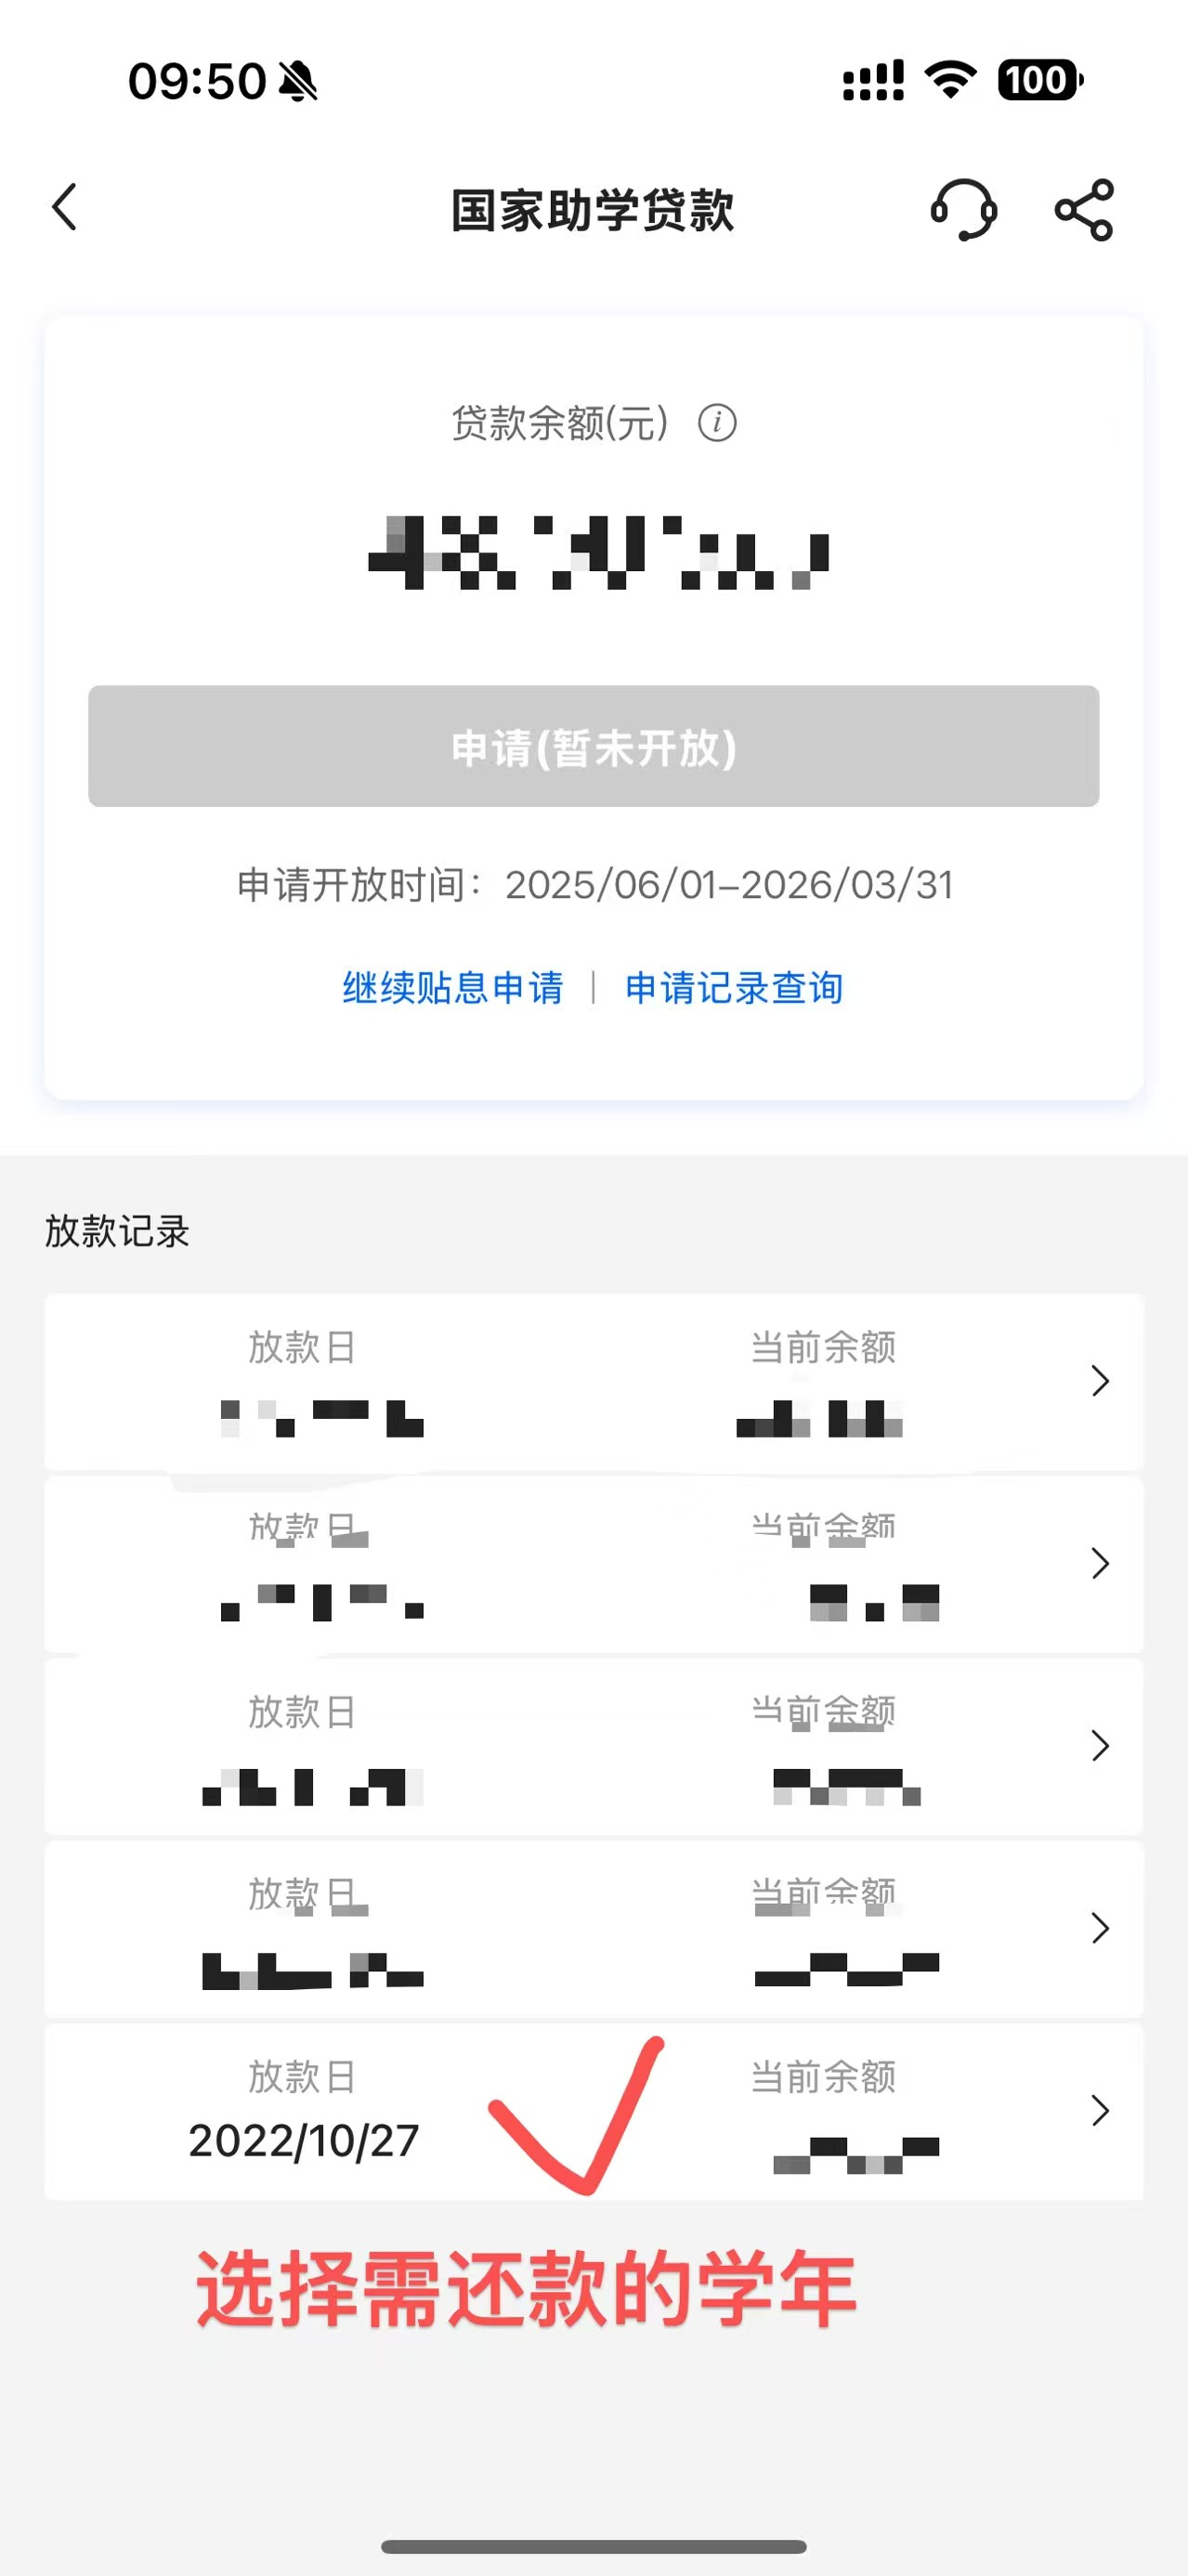 09:50
100
国家助学贷款
贷款余额(元)
申请(暂未开放)
申请开放时间：2025/06/01-2026/03/31
继续贴息申请 | 申请记录查询
放款记录
放款日 当前余额
放款日 当前余额
放款日 当前余额
放款日 当前余额
放款日 当前余额
2022/10/27
选择需还款的学年